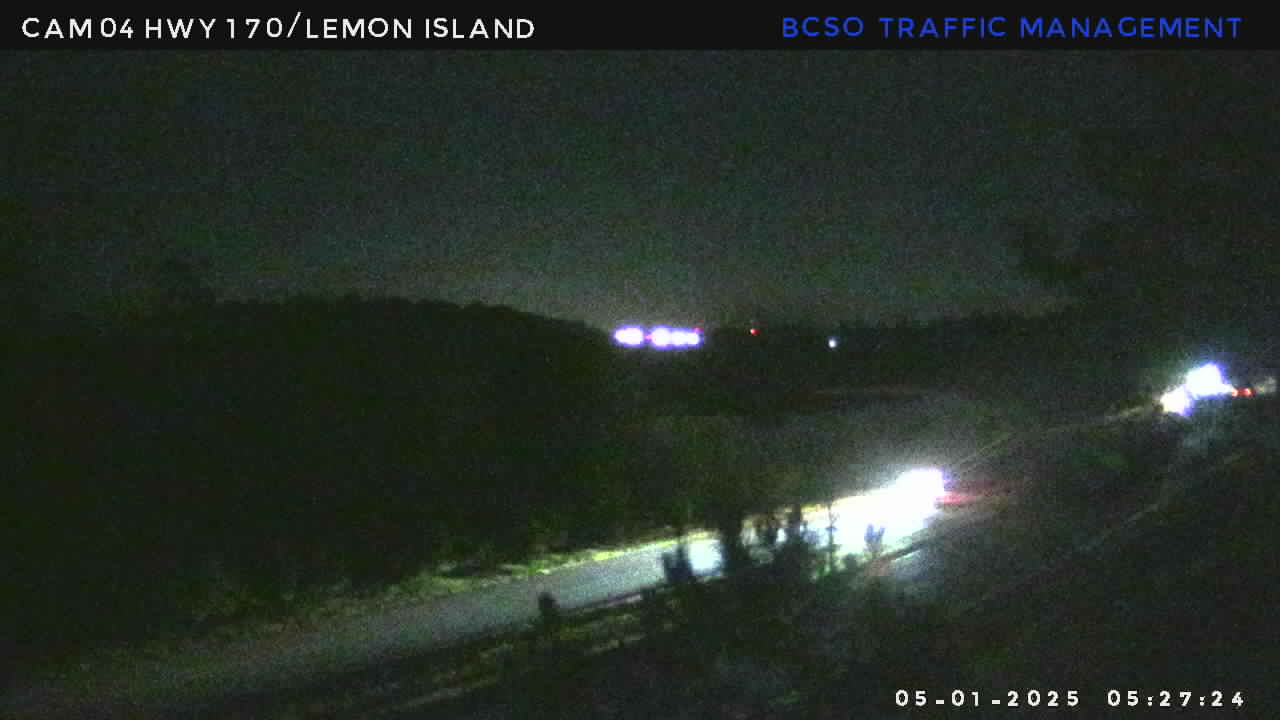 CAM04 HWY 170/LEMON ISLAND
BCSO TRAFFIC MANAGEMENT
05-01-2025 05:27:24